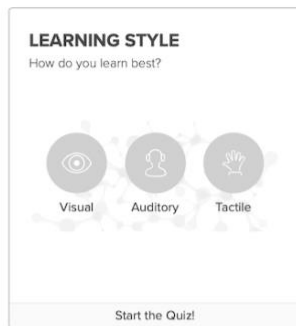 LEARNING STYLE
How do you learn best?
Visual Auditory Tactile
Start the Quiz!